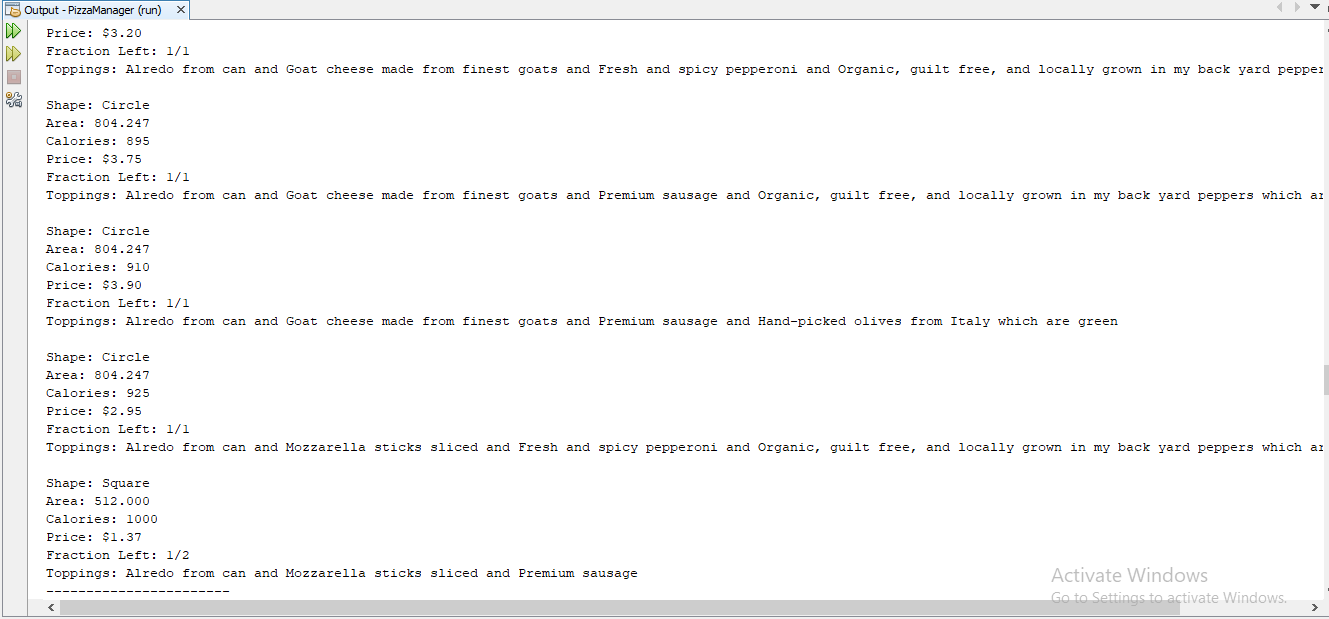 Output - PizzaManager (run)
Price: $3.20
Fraction Left: 1/1
Toppings: Alredo from can and Goat cheese made from finest goats and Fresh and spicy pepperoni and Organic, guilt free, and locally grown in my back yard pepper
Shape: Circle
Area: 804.247
Calories: 895
Price: $3.75
Fraction Left: 1/1
Toppings: Alredo from can and Goat cheese made from finest goats and Premium sausage and Organic, guilt free, and locally grown in my back yard peppers which ar
Shape: Circle
Area: 804.247
Calories: 910
Price: $3.90
Fraction Left: 1/1
Toppings: Alredo from can and Goat cheese made from finest goats and Premium sausage and Hand-picked olives from Italy which are green
Shape: Circle
Area: 804.247
Calories: 925
Price: $2.95
Fraction Left: 1/1
Toppings: Alredo from can and Mozzarella sticks sliced and Fresh and spicy pepperoni and Organic, guilt free, and locally grown in my back yard peppers which ar
Shape: Square
Area: 512.000
Calories: 1000
Price: $1.37
Fraction Left: 1/2
Toppings: Alredo from can and Mozzarella sticks sliced and Premium sausage
-----------------------
Activate Windows
Go to Settings to activate Windows.